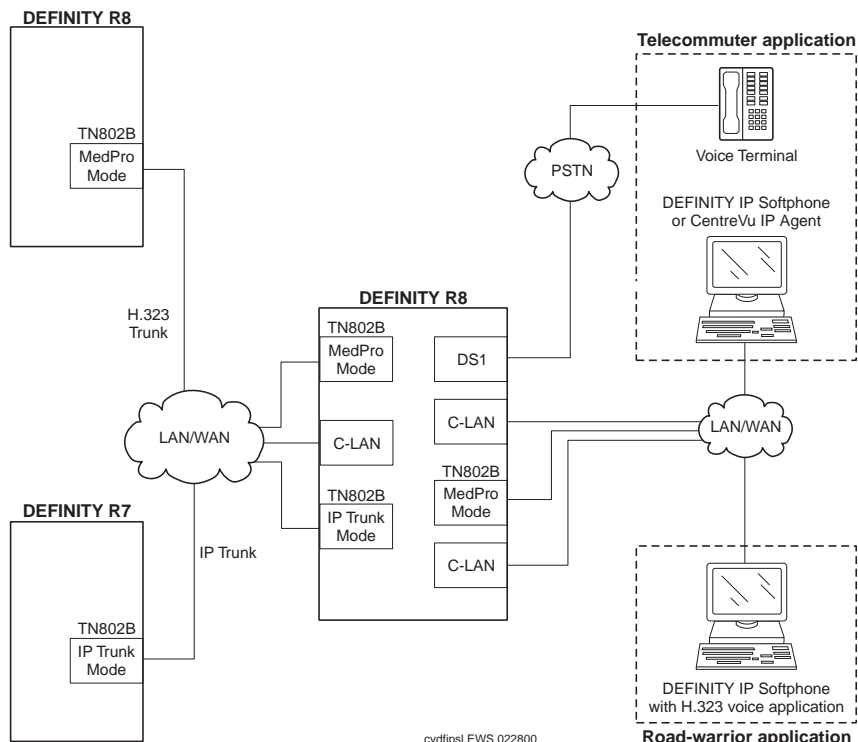 DEFINITY R8
TN802B
MedPro
Mode
H.323
Trunk
LAN/WAN
DEFINITY R7
IP Trunk
TN802B
IP Trunk
Mode
DEFINITY R8
TN802B
MedPro
Mode
DS1
C-LAN
C-LAN
TN802B
IP Trunk
Mode
TN802B
MedPro
Mode
C-LAN
PSTN
Telecommuter application
Voice Terminal
DEFINITY IP Softphone
or CentreVu IP Agent
LAN/WAN
DEFINITY IP Softphone
with H.323 voice application
Road-warrior application
cydfipsl EWS 022800